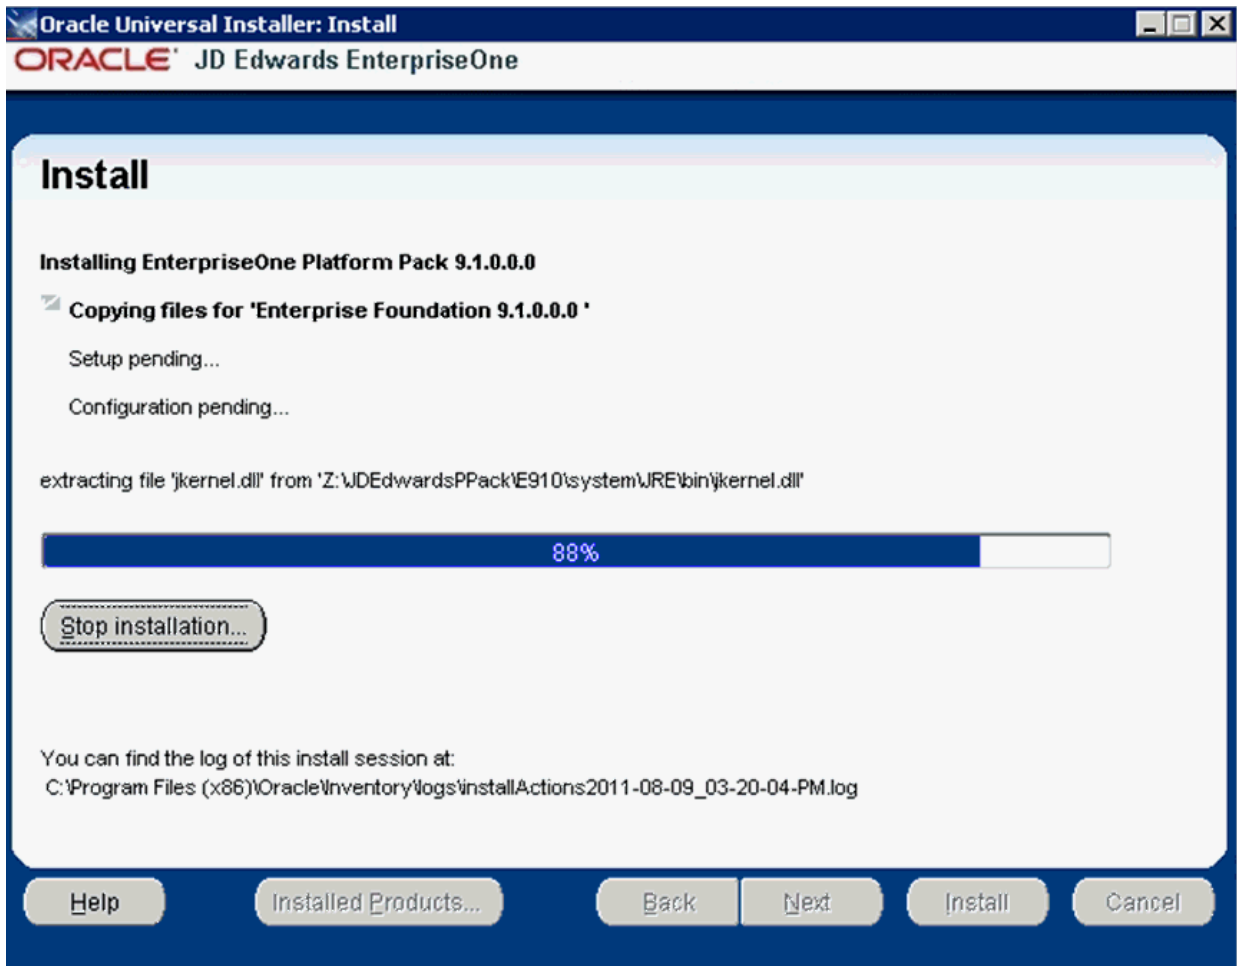 Oracle Universal Installer: Install
ORACLE JD Edwards EnterpriseOne
Install
Installing EnterpriseOne Platform Pack 9.1.0.0.0
Copying files for 'Enterprise Foundation 9.1.0.0.0 '
Setup pending...
Configuration pending...
extracting file 'jkernel.dll' from 'Z:\JDEdwardsPPack\E910\system\JRE\bin\jkernel.dll'
88%
Stop installation...
You can find the log of this install session at:
C:\Program Files (x86)\Oracle\Inventory\logs\installActions2011-08-09_03-20-04-PM.log
Help Installed Products... Back Next Install Cancel